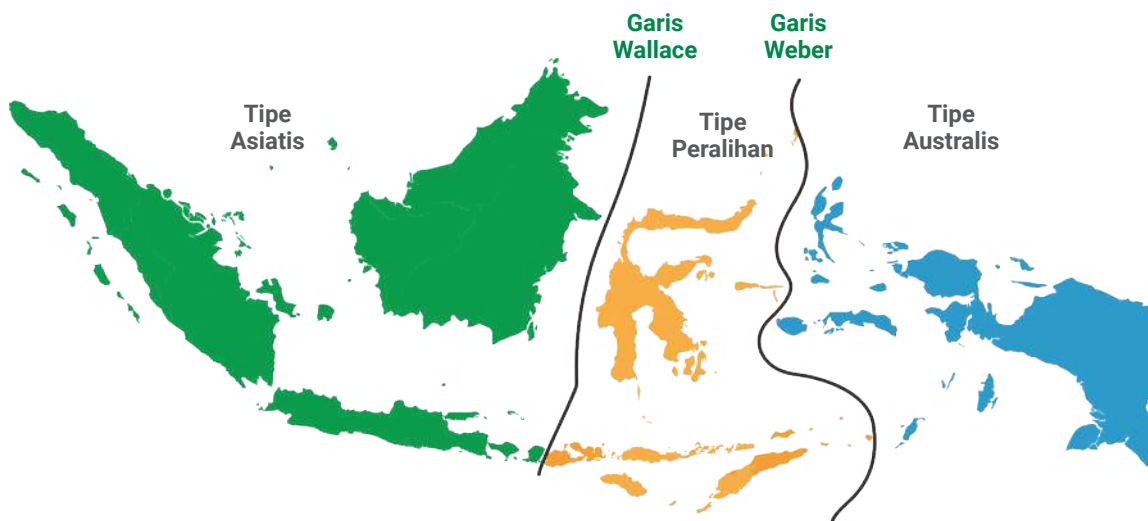 Garis
Wallace
Garis
Weber
Tipe
Asiatis
Tipe
Peralihan
Tipe
Australis